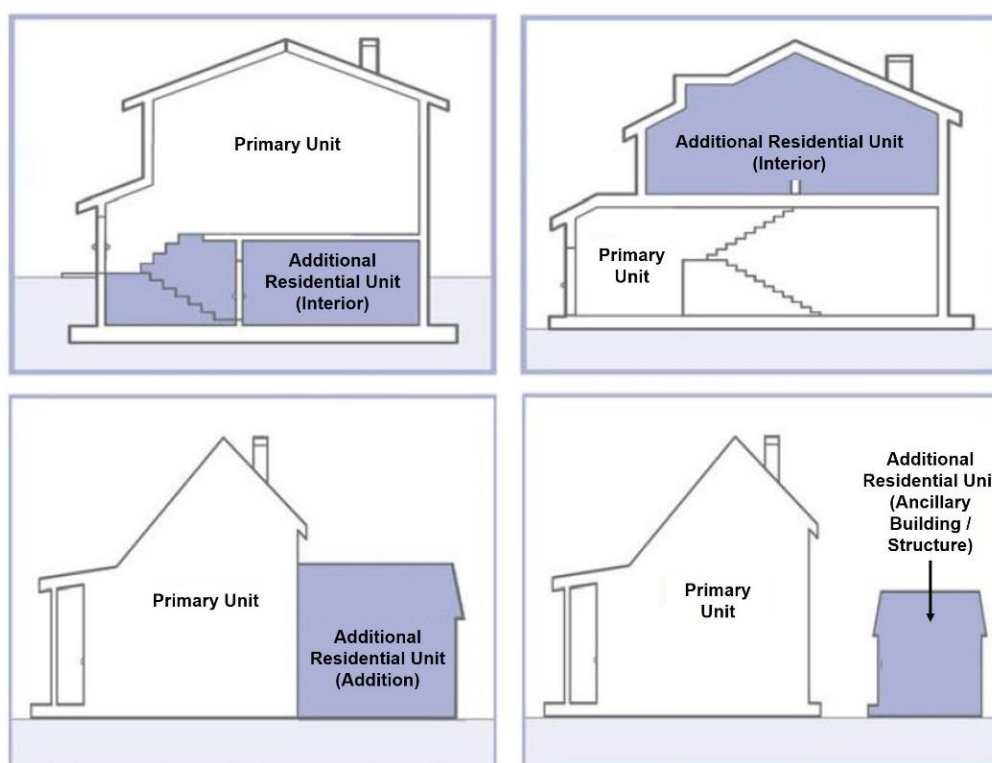 Primary Unit
Additional
Residential Unit
(Interior)
Additional Residential Unit
(Interior)
Primary
Unit
Primary Unit
Additional
Residential Unit
(Addition)
Additional
Residential Uni
(Ancillary
Building /
Structure)
Primary
Unit